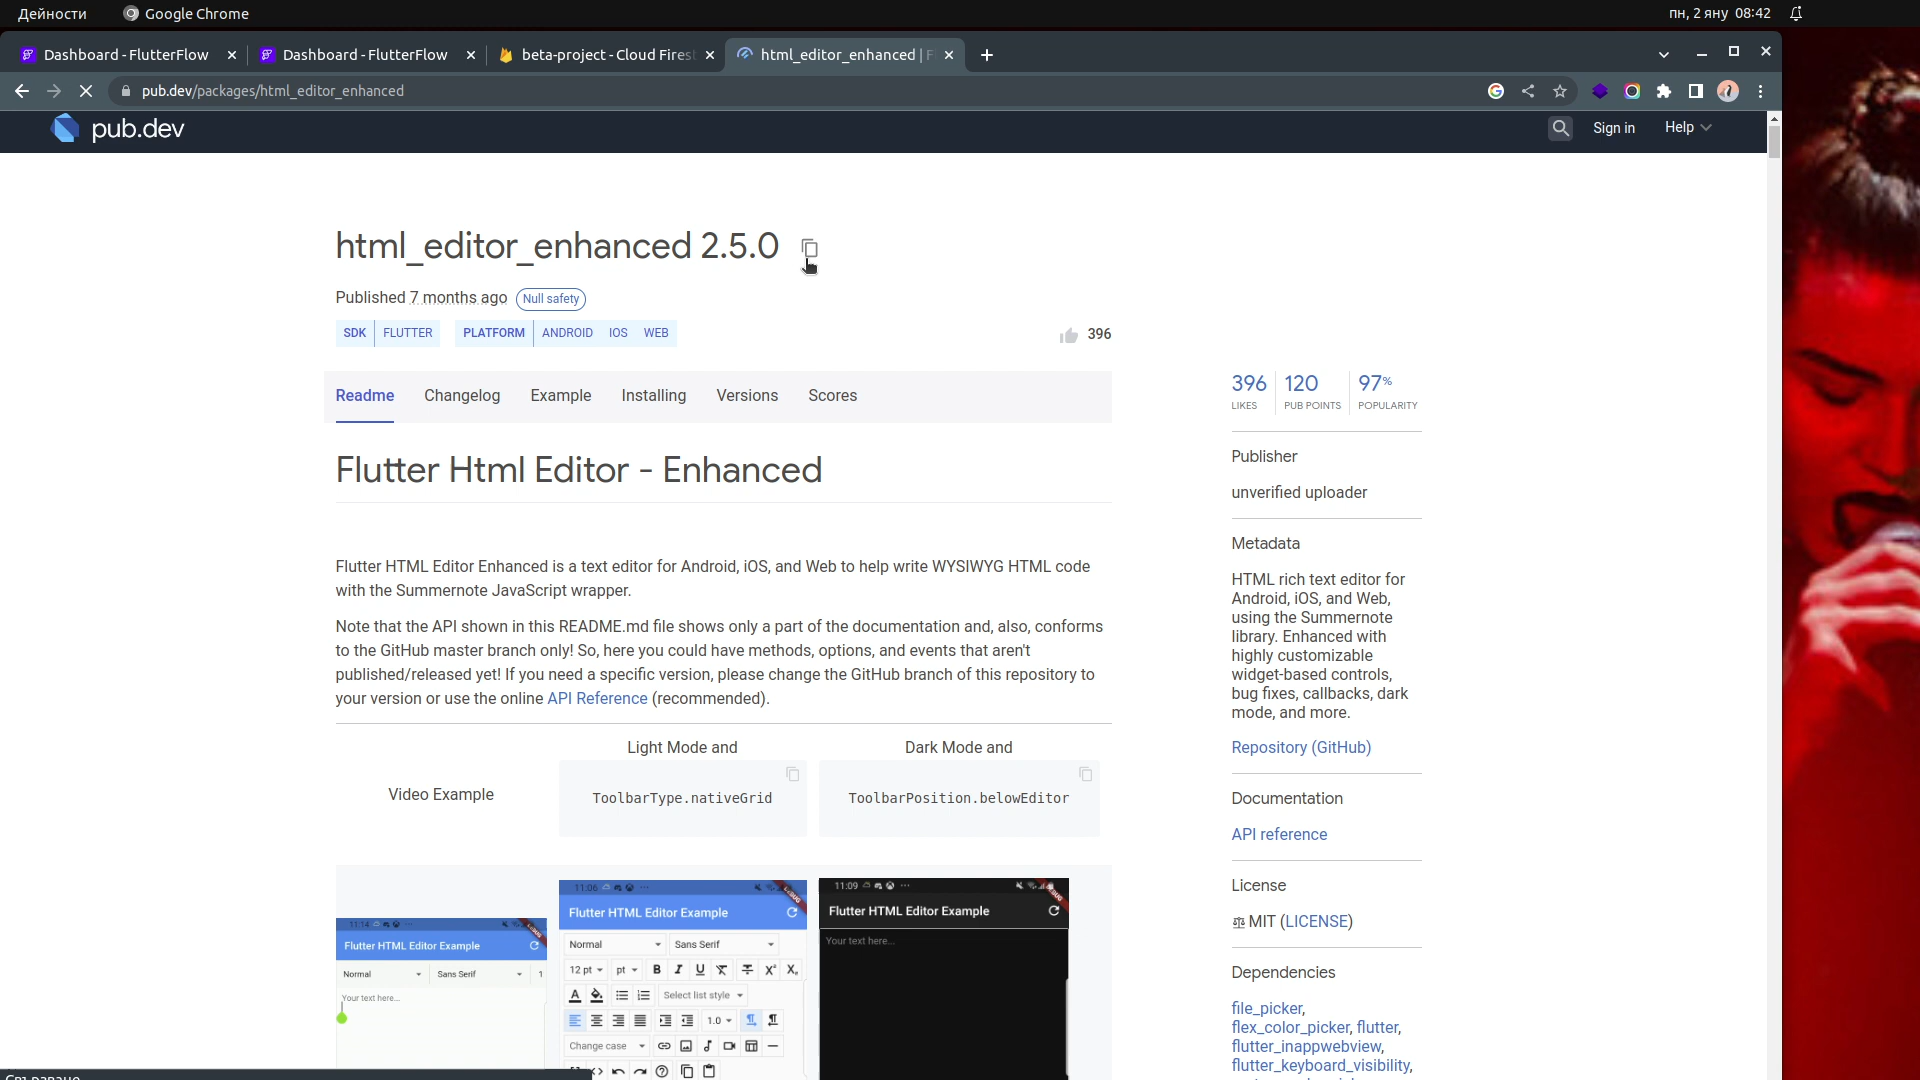 Дейности
Google Chrome
пн, 2 яну 08:42
Dashboard - FlutterFlow
Dashboard - FlutterFlow
beta-project - Cloud Fires
html_editor_enhanced | F
pub.dev/packages/html_editor_enhanced
pub.dev
Sign in
Help
html_editor_enhanced 2.5.0
Published 7 months ago
Null safety
SDK FLUTTER PLATFORM ANDROID IOS WEB
396
Readme Changelog Example Installing Versions Scores
396 LIKES
120 PUB POINTS
97% POPULARITY
Flutter Html Editor - Enhanced
Flutter HTML Editor Enhanced is a text editor for Android, iOS, and Web to help write WYSIWYG HTML code
with the Summernote JavaScript wrapper.
Note that the API shown in this README.md file shows only a part of the documentation and, also, conforms
to the GitHub master branch only! So, here you could have methods, options, and events that aren't
published/released yet! If you need a specific version, please change the GitHub branch of this repository to
your version or use the online API Reference (recommended).
Video Example
Light Mode and
ToolbarType.nativeGrid
Dark Mode and
ToolbarPosition.belowEditor
11:14
Flutter HTML Editor Example
Normal Sans Serif 1
Your text here...
11:06
Flutter HTML Editor Example
Normal Sans Serif
12 pt pt B I U T T X² X₂
A Select list style
1.0
Change case
11:09
Flutter HTML Editor Example
Your text here...
Publisher
unverified uploader
Metadata
HTML rich text editor for
Android, iOS, and Web,
using the Summernote
library. Enhanced with
highly customizable
widget-based controls,
bug fixes, callbacks, dark
mode, and more.
Repository (GitHub)
Documentation
API reference
License
MIT (LICENSE)
Dependencies
file_picker,
flex_color_picker, flutter,
flutter_inappwebview,
flutter_keyboard_visibility,